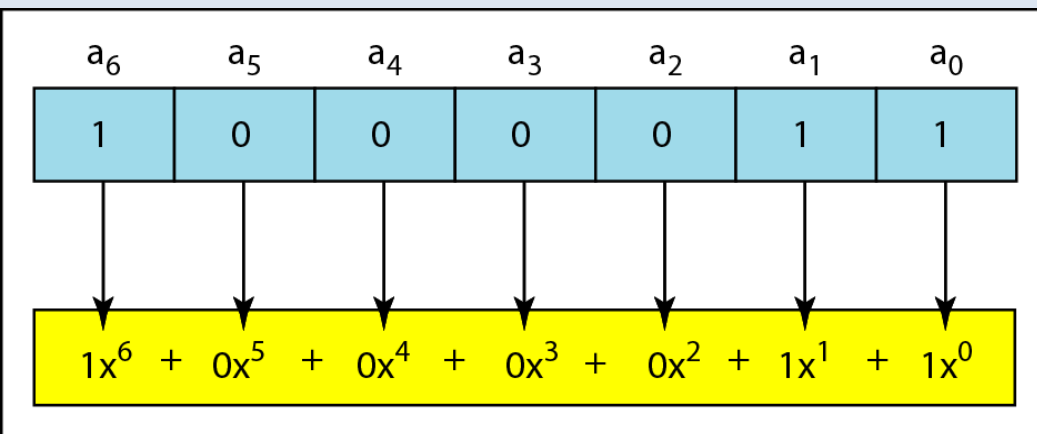 a₆ a₅ a₄ a₃ a₂ a₁ a₀
1 0 0 0 0 1 1
1x⁶ + 0x⁵ + 0x⁴ + 0x³ + 0x² + 1x¹ + 1x⁰